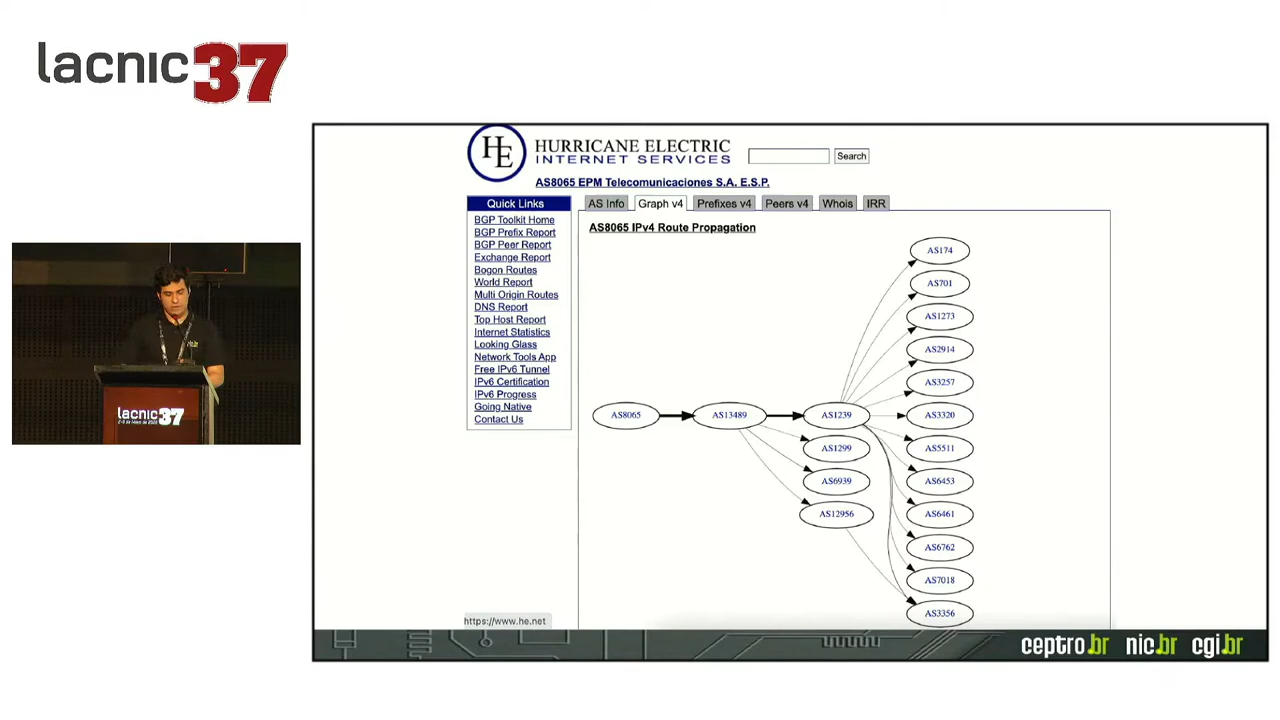 lacnic37
HE
HURRICANE ELECTRIC
INTERNET SERVICES
Search
AS8065 EPM Telecomunicaciones S.A. E.S.P.
Quick Links
BGP Toolkit Home
BGP Prefix Report
BGP Peer Report
Exchange Report
Bogon Routes
World Report
Multi Origin Routes
DNS Report
Top Host Report
Internet Statistics
Looking Glass
Network Tools App
Free IPv6 Tunnel
IPv6 Certification
IPv6 Progress
Going Native
Contact Us
AS Info Graph v4 Prefixes v4 Peers v4 Whois IRR
AS8065 IPv4 Route Propagation
AS8065
AS13489
AS1239
AS1299
AS6939
AS12956
AS174
AS701
AS1273
AS2914
AS3257
AS3320
AS5511
AS6453
AS6461
AS6762
AS7018
AS3356
https://www.he.net
lacnic37
ceptro.br nic.br cgi.br